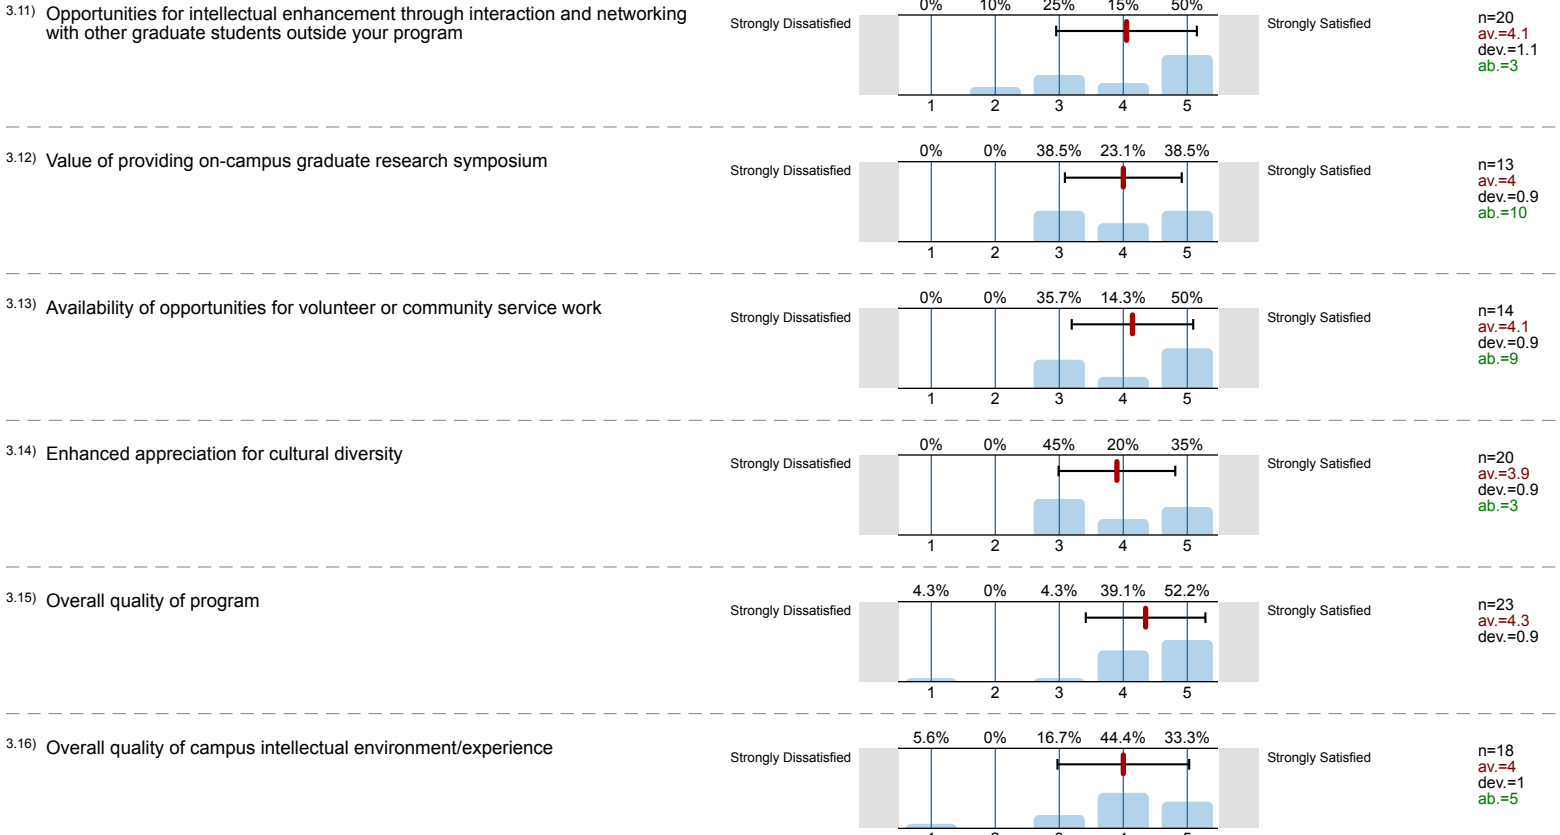 0% 10% 25% 15% 50%
3.11) Opportunities for intellectual enhancement through interaction and networking
with other graduate students outside your program
Strongly Dissatisfied
Strongly Satisfied
n=20
av.=4.1
dev.=1.1
ab.=3
1 2 3 4 5
0% 0% 38.5% 23.1% 38.5%
3.12) Value of providing on-campus graduate research symposium
Strongly Dissatisfied
Strongly Satisfied
n=13
av.=4
dev.=0.9
ab.=10
1 2 3 4 5
0% 0% 35.7% 14.3% 50%
3.13) Availability of opportunities for volunteer or community service work
Strongly Dissatisfied
Strongly Satisfied
n=14
av.=4.1
dev.=0.9
ab.=9
1 2 3 4 5
0% 0% 45% 20% 35%
3.14) Enhanced appreciation for cultural diversity
Strongly Dissatisfied
Strongly Satisfied
n=20
av.=3.9
dev.=0.9
ab.=3
1 2 3 4 5
4.3% 0% 4.3% 39.1% 52.2%
3.15) Overall quality of program
Strongly Dissatisfied
Strongly Satisfied
n=23
av.=4.3
dev.=0.9
1 2 3 4 5
5.6% 0% 16.7% 44.4% 33.3%
3.16) Overall quality of campus intellectual environment/experience
Strongly Dissatisfied
Strongly Satisfied
n=18
av.=4
dev.=1
ab.=5